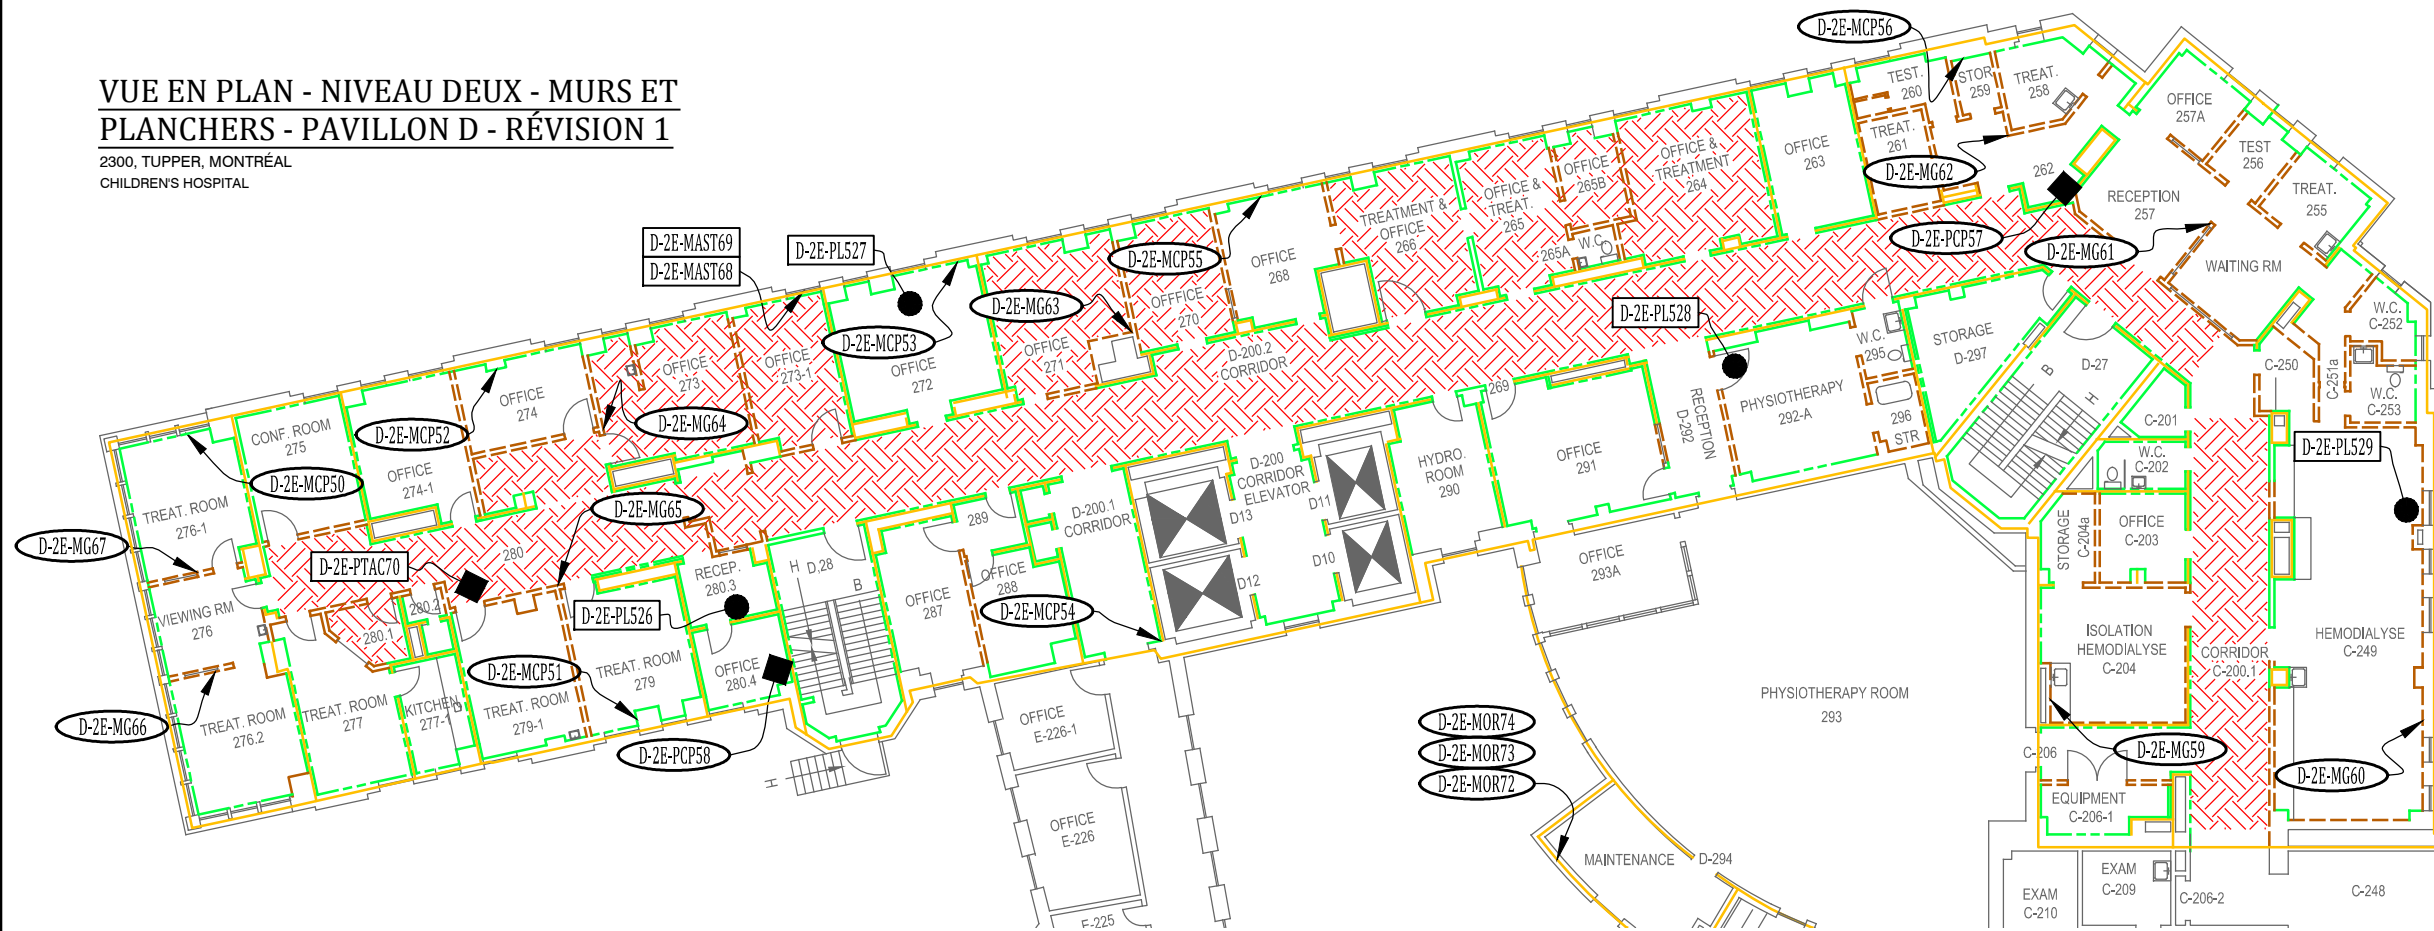 VUE EN PLAN - NIVEAU DEUX - MURS ET
PLANCHERS - PAVILLON D - RÉVISION 1
2300, TUPPER, MONTRÉAL
CHILDREN'S HOSPITAL
D-2E-MCP56
TEST.
260
STOR
259
TREAT.
258
OFFICE
257A
TREAT.
261
OFFICE
263
TEST
256
D-2E-MG62
262
TREAT.
255
RECEPTION
257
OFFICE &
TREATMENT
264
OFFICE
265B
OFFICE &
TREAT.
265
TREATMENT &
OFFICE
266
265A
W.C.
D-2E-PCP57
D-2E-MG61
WAITING RM
D-2E-MAST69
D-2E-MAST68
D-2E-PL527
D-2E-MCP55
OFFICE
268
D-2E-MG63
OFFFICE
270
D-2E-PL528
W.C.
C-252
D-2E-MCP53
OFFICE
272
OFFICE
271
D-200.2
CORRIDOR
STORAGE
D-297
W.C.
295
D-27
B
H
C-250
C-251a
W.C.
C-253
OFFICE
273
OFFICE
273-1
OFFICE
274
269
RECEPTION
D-292
PHYSIOTHERAPY
292-A
296
STR
C-201
D-2E-MG64
D-2E-MCP52
CONF. ROOM
275
OFFICE
274-1
D-2E-MCP50
D-2E-PL529
W.C.
C-202
D-200
CORRIDOR
ELEVATOR
HYDRO.
ROOM
290
OFFICE
291
TREAT. ROOM
276-1
D-2E-MG65
289
D-200.1
CORRIDOR
D13
D11
D-2E-MG67
280
D-2E-PTAC70
OFFICE
C-203
STORAGE
C-204a
RECEP.
280.3
H
D,28
B
OFFICE
288
OFFICE
287
D12
D10
OFFICE
293A
VIEWING RM
276
280.1
280.2
D-2E-PL526
D-2E-MCP54
ISOLATION
HEMODIALYSE
C-204
CORRIDOR
C-200.1
HEMODIALYSE
C-249
D-2E-MCP51
TREAT. ROOM
279
OFFICE
280.4
D-2E-MG66
TREAT. ROOM
276.2
TREAT. ROOM
277
KITCHEN
277-1
TREAT. ROOM
279-1
D-2E-PCP58
PHYSIOTHERAPY ROOM
293
OFFICE
E-226-1
H
D-2E-MOR74
D-2E-MOR73
D-2E-MOR72
C-206
D-2E-MG59
D-2E-MG60
EQUIPMENT
C-206-1
OFFICE
E-226
MAINTENANCE
D-294
EXAM
C-209
EXAM
C-210
C-206-2
C-248
E-225